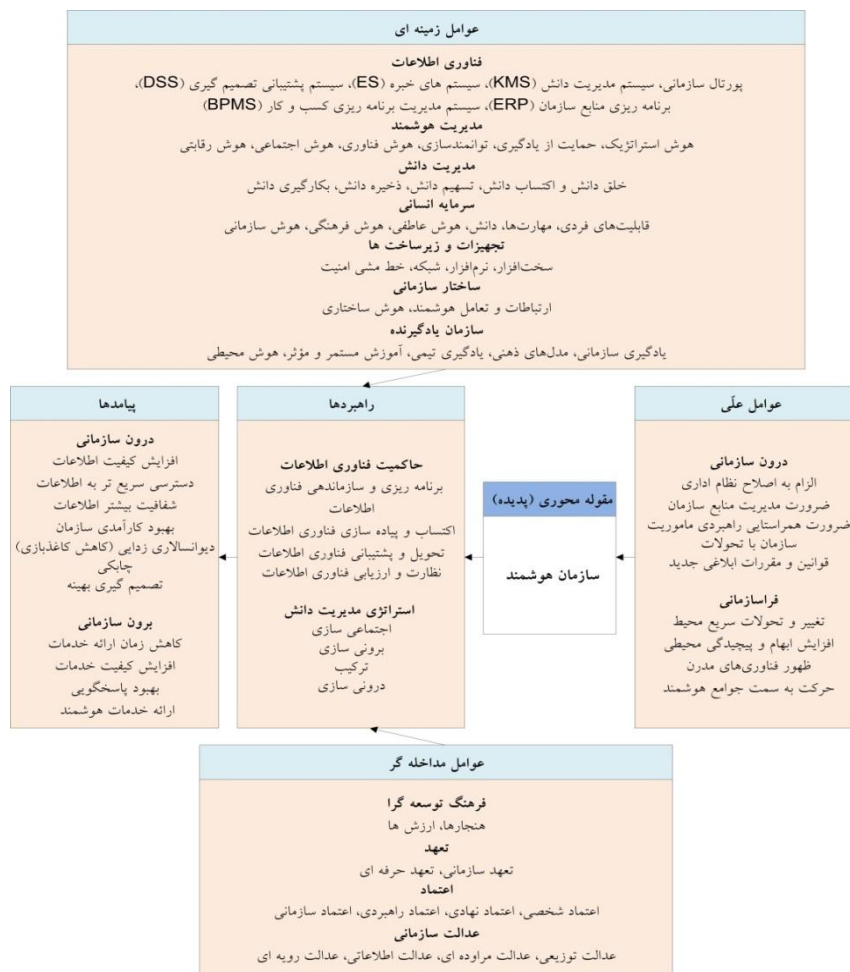 عوامل زمینه ای
فناوری اطلاعات
پورتال سازمانی، سیستم مدیریت دانش (KMS)، سیستم های خبره (ES)، سیستم پشتیبانی تصمیم گیری (DSS)،
برنامه ریزی منابع سازمان (ERP)، سیستم مدیریت برنامه ریزی کسب و کار (BPMS)
مدیریت هوشمند
هوش استراتژیک، حمایت از یادگیری، توانمندسازی، هوش فناوری، هوش اجتماعی، هوش رقابتی
مدیریت دانش
خلق دانش و اکتساب دانش، تسهیم دانش، ذخیره دانش، بکارگیری دانش
سرمایه انسانی
قابلیت‌های فردی، مهارت‌ها، دانش، هوش عاطفی، هوش فرهنگی، هوش سازمانی
تجهیزات و زیرساخت ها
سخت‌افزار، نرم‌افزار، شبکه، خط مشی امنیت
ساختار سازمانی
ارتباطات و تعامل هوشمند، هوش ساختاری
سازمان یادگیرنده
یادگیری سازمانی، مدل‌های ذهنی، یادگیری تیمی، آموزش مستمر و مؤثر، هوش محیطی
عوامل علّی
درون سازمانی
الزام به اصلاح نظام اداری
ضرورت مدیریت منابع سازمان
ضرورت همراستایی راهبردی ماموریت
سازمان با تحولات
قوانین و مقررات ابلاغی جدید
فراسازمانی
تغییر و تحولات سریع محیط
افزایش ابهام و پیچیدگی محیطی
ظهور فناوری‌های مدرن
حرکت به سمت جوامع هوشمند
مقوله محوری (پدیده)
سازمان هوشمند
راهبردها
حاکمیت فناوری اطلاعات
برنامه ریزی و سازماندهی فناوری
اطلاعات
اکتساب و پیاده سازی فناوری اطلاعات
تحویل و پشتیبانی فناوری اطلاعات
نظارت و ارزیابی فناوری اطلاعات
استراتژی مدیریت دانش
اجتماعی سازی
برونی سازی
ترکیب
درونی سازی
پیامدها
درون سازمانی
افزایش کیفیت اطلاعات
دسترسی سریع تر به اطلاعات
شفافیت بیشتر اطلاعات
بهبود کارآمدی سازمان
دیوانسالاری زدایی (کاهش کاغذبازی)
چابکی
تصمیم گیری بهینه
برون سازمانی
کاهش زمان ارائه خدمات
افزایش کیفیت خدمات
بهبود پاسخگویی
ارائه خدمات هوشمند
عوامل مداخله گر
فرهنگ توسعه گرا
هنجارها، ارزش ها
تعهد
تعهد سازمانی، تعهد حرفه ای
اعتماد
اعتماد شخصی، اعتماد نهادی، اعتماد راهبردی، اعتماد سازمانی
عدالت سازمانی
عدالت توزیعی، عدالت مراوده ای، عدالت اطلاعاتی، عدالت رویه ای